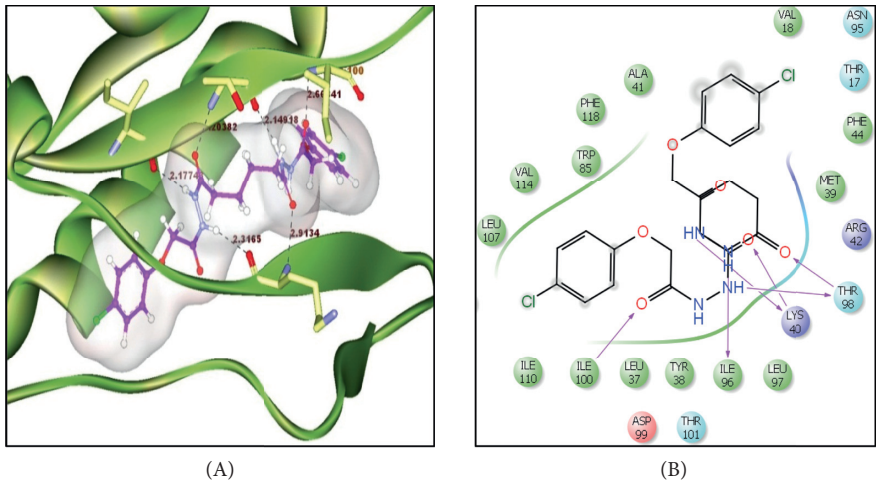 2.60841
2.14918
2.3165
2.9134
(A)
VAL
18
ASN
95
THR
17
ALA
41
Cl
PHE
118
PHE
44
O
VAL
114
TRP
85
MET
39
O
LEU
107
HN
O
ARG
42
O
N
H
O
Cl
O
N
H
NH
THR
98
LYS
40
ILE
110
ILE
100
LEU
37
TYR
38
ILE
96
LEU
97
ASP
99
THR
101
(B)